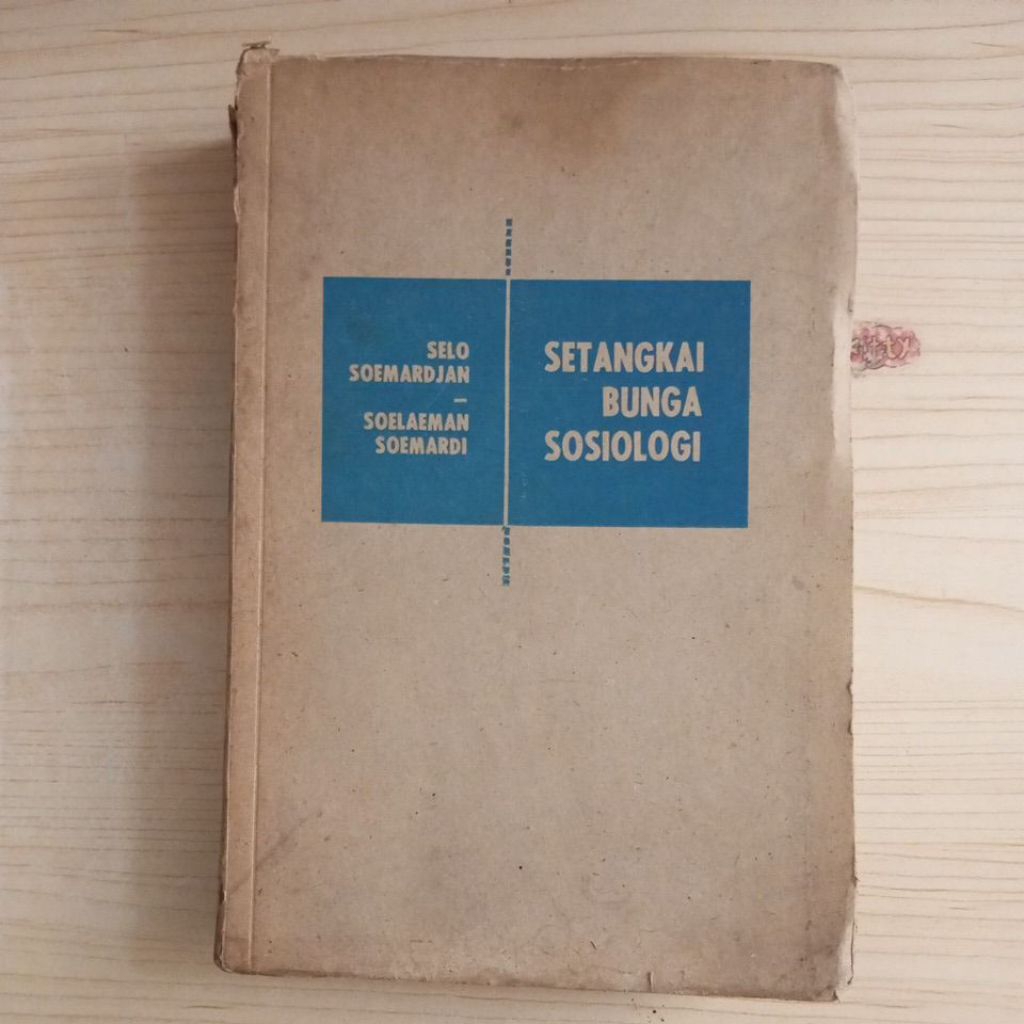 SELO
SOEMARDJAN
–
SOELAEMAN
SOEMARDI
SETANGKAI
BUNGA
SOSIOLOGI